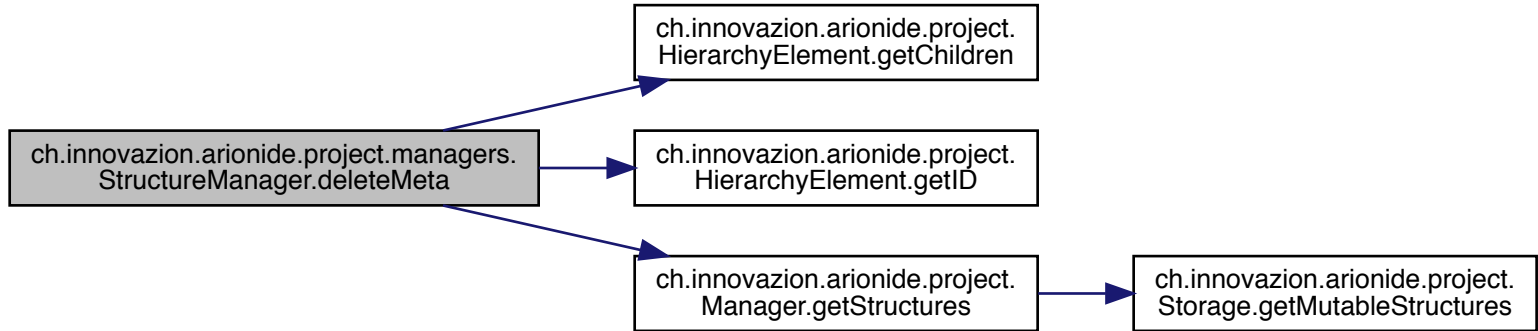 ch.innovazion.arionide.project.
HierarchyElement.getChildren
ch.innovazion.arionide.project.managers.
StructureManager.deleteMeta
ch.innovazion.arionide.project.
HierarchyElement.getID
ch.innovazion.arionide.project.
Manager.getStructures
ch.innovazion.arionide.project.
Storage.getMutableStructures